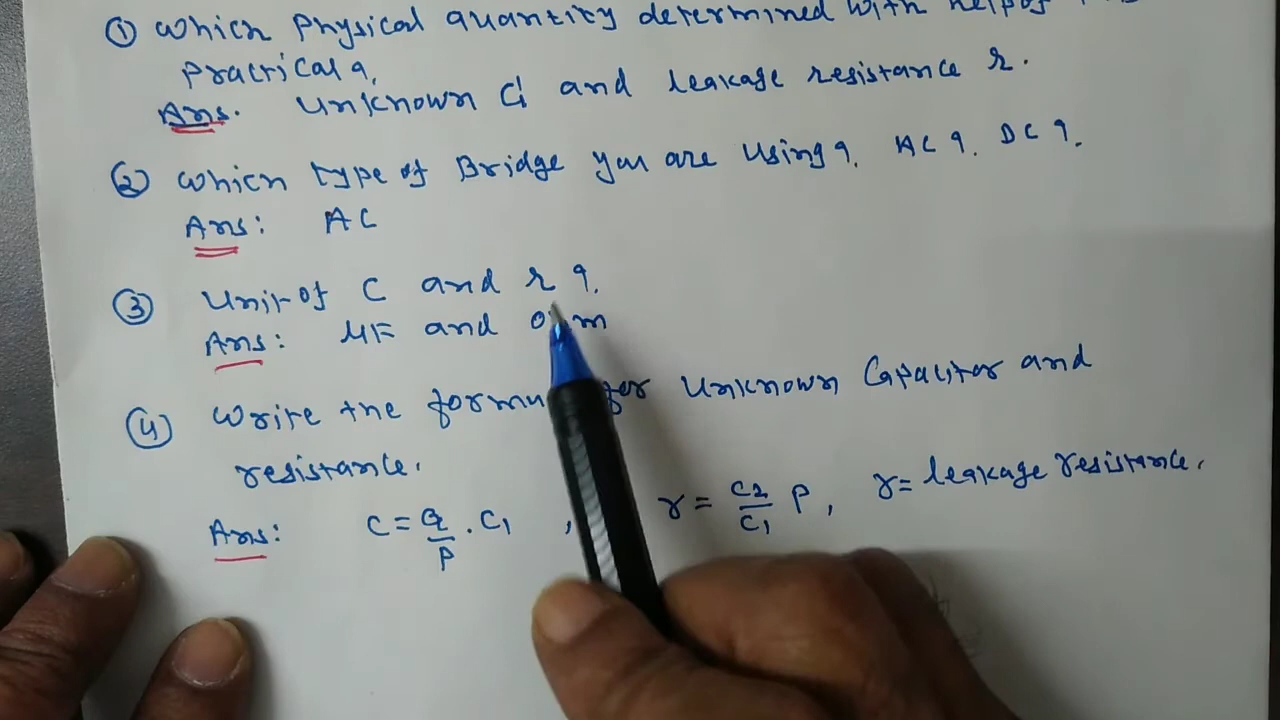 ① Which Physical quantity determined with help of
Practical ?
Ans. Unknown C and leakage resistance r.
② Which type of Bridge you are using ? AC ? DC ?
Ans: AC
③ Unit of C and r ?
Ans: μF and
④ Write the for Unknown Capacitor and
resistance.
Ans: C = Q/P . C1 , r = C2/C1 P, r = leakage resistance.